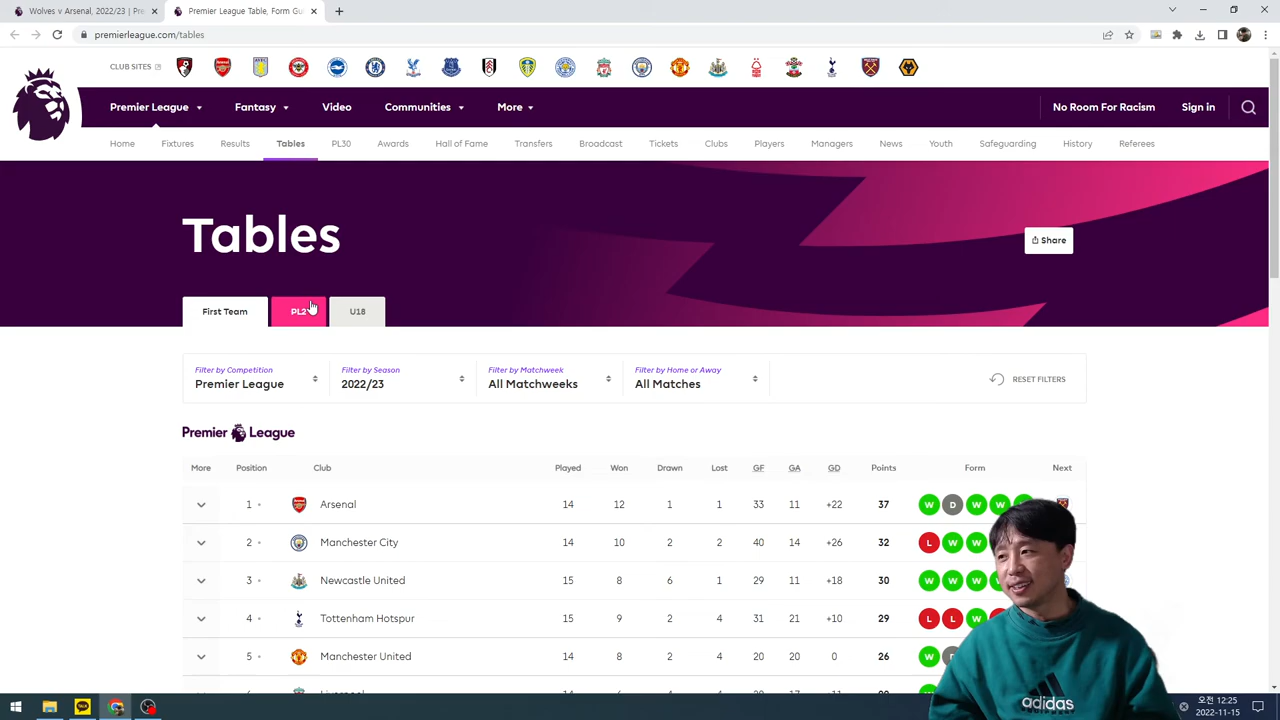 Wolves v Arsenal, 2022/23 | Pre
Premier League Table, Form Gui
premierleague.com/tables
CLUB SITES
Premier League Fantasy Video Communities More No Room For Racism Sign in
Home Fixtures Results Tables PL30 Awards Hall of Fame Transfers Broadcast Tickets Clubs Players Managers News Youth Safeguarding History Referees
Tables
Share
First Team PL2 U18
Filter by Competition Filter by Season Filter by Matchweek Filter by Home or Away
Premier League 2022/23 All Matchweeks All Matches RESET FILTERS
Premier League
More Position Club Played Won Drawn Lost GF GA GD Points Form Next
1 Arsenal 14 12 1 1 33 11 +22 37 W D W W
2 Manchester City 14 10 2 2 40 14 +26 32 L W W
3 Newcastle United 15 8 6 1 29 11 +18 30 W W W W
4 Tottenham Hotspur 15 9 2 4 31 21 +10 29 L L W
5 Manchester United 14 8 2 4 20 20 0 26 W
adidas
TALK
오전 12:25
2022-11-15